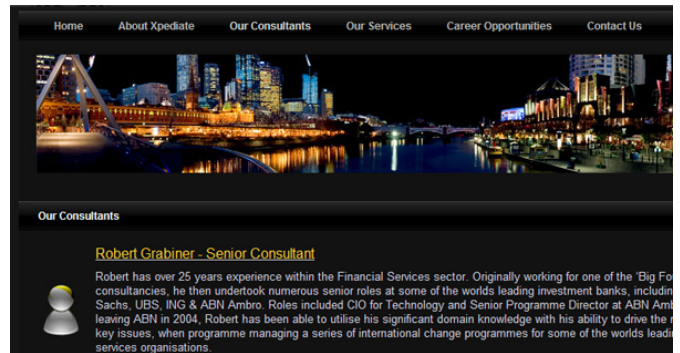 Home About Xpediate Our Consultants Our Services Career Opportunities Contact Us
Our Consultants
Robert Grabiner - Senior Consultant
Robert has over 25 years experience within the Financial Services sector. Originally working for one of the 'Big Fo
consultancies, he then undertook numerous senior roles at some of the worlds leading investment banks, includin
Sachs, UBS, ING & ABN Ambro. Roles included CIO for Technology and Senior Programme Director at ABN Amb
leaving ABN in 2004, Robert has been able to utilise his significant domain knowledge with his ability to drive the
key issues, when programme managing a series of international change programmes for some of the worlds leadi
services organisations.